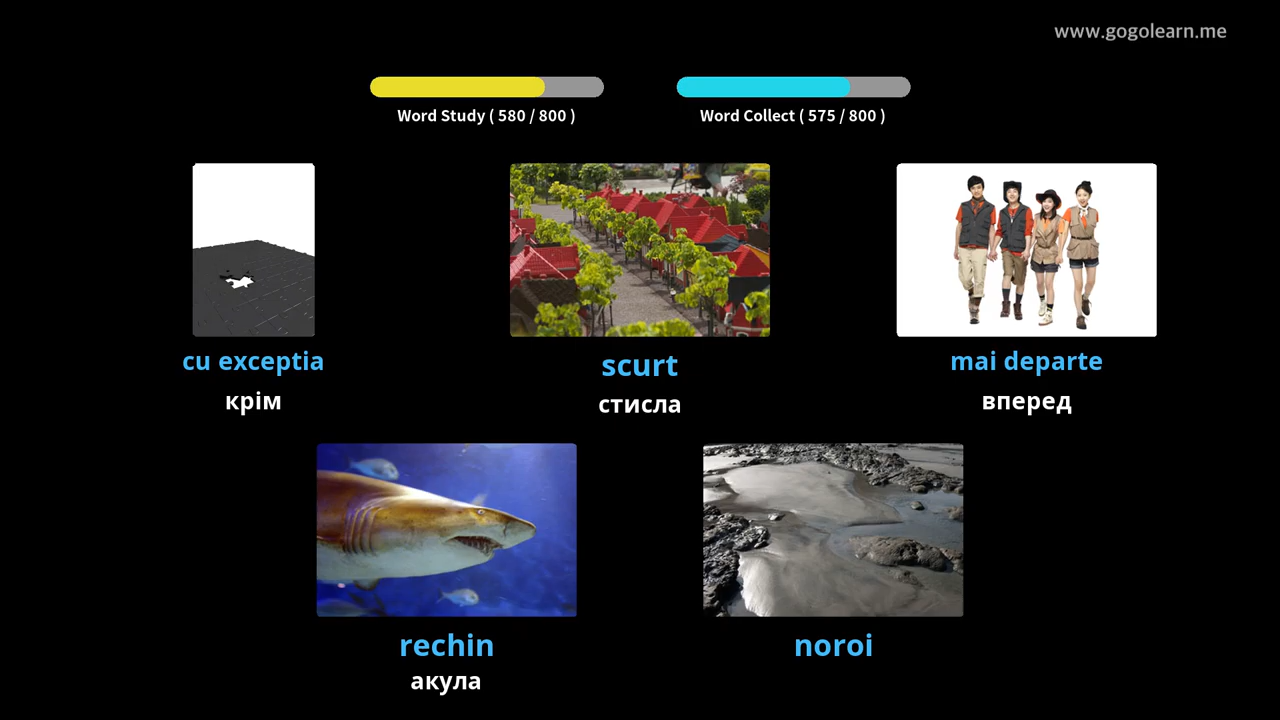 www.gogolearn.me
Word Study ( 580 / 800 )
Word Collect ( 575 / 800 )
cu exceptia
крім
scurt
стисла
mai departe
вперед
rechin
акула
noroi